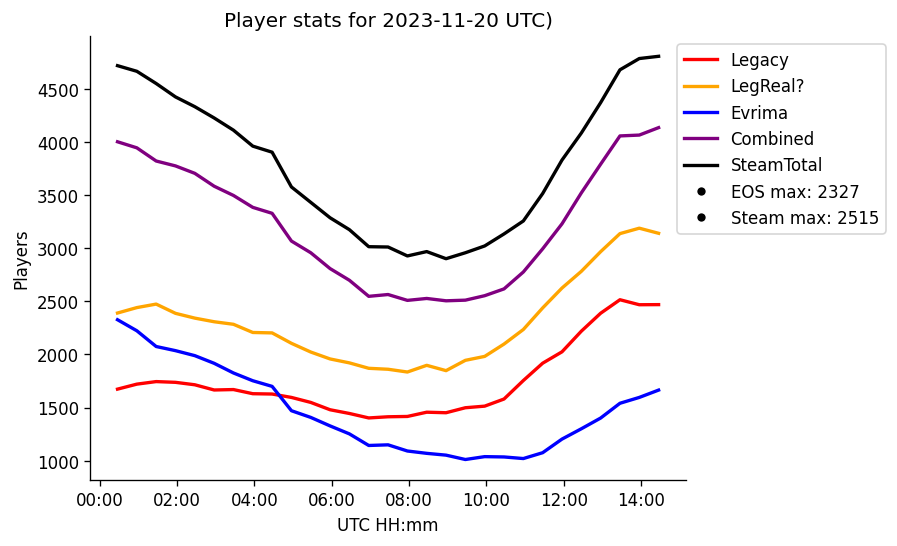 Player stats for 2023-11-20 UTC)
Players
4500
4000
3500
3000
2500
2000
1500
1000
00:00 02:00 04:00 06:00 08:00 10:00 12:00 14:00
UTC HH:mm
Legacy
LegReal?
Evrima
Combined
SteamTotal
EOS max: 2327
Steam max: 2515